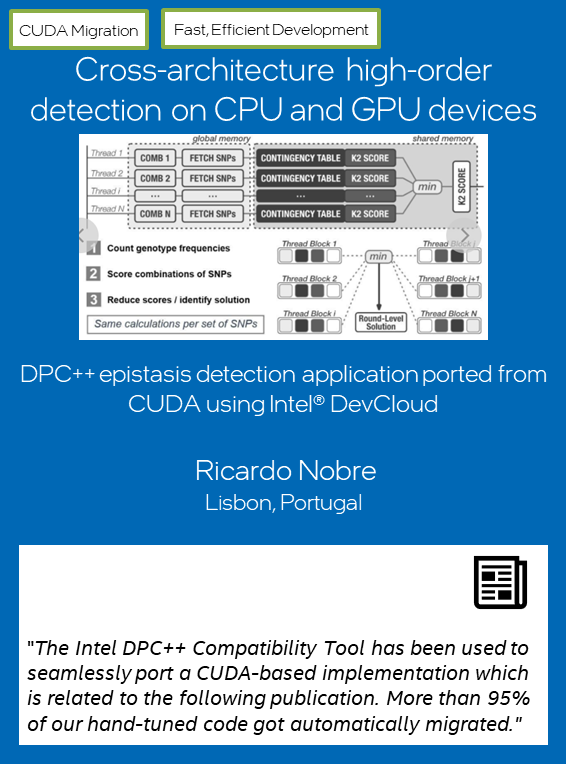 CUDA Migration
Fast, Efficient Development
Cross-architecture high-order
detection on CPU and GPU devices
global memory
shared memory
Thread 1
COMB 1
FETCH SNPs
CONTINGENCY TABLE
K2 SCORE
Thread 2
COMB 2
FETCH SNPs
CONTINGENCY TABLE
K2 SCORE
Thread i
...
...
...
...
Thread N
COMB N
FETCH SNPs
CONTINGENCY TABLE
K2 SCORE
min
K2 SCORE
1 Count genotype frequencies
2 Score combinations of SNPs
3 Reduce scores / identify solution
Same calculations per set of SNPs
Thread Block 1
Thread Block 2
Thread Block i
min
Round-Level
Solution
Thread Block j
Thread Block j+1
Thread Block N
DPC++ epistasis detection application ported from
CUDA using Intel® DevCloud
Ricardo Nobre
Lisbon, Portugal
"The Intel DPC++ Compatibility Tool has been used to
seamlessly port a CUDA-based implementation which
is related to the following publication. More than 95%
of our hand-tuned code got automatically migrated."